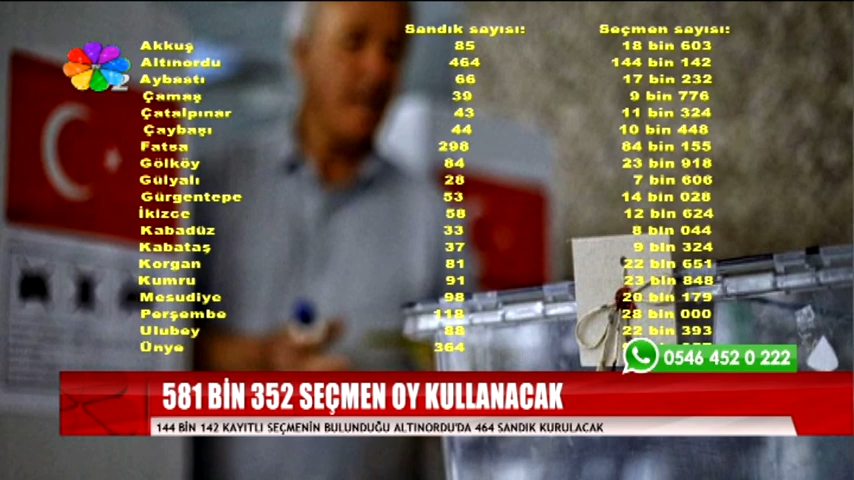 Sandık sayısı: Seçmen sayısı:
Akkuş 85 18 bin 603
Altınordu 464 144 bin 142
Aybastı 66 17 bin 232
Çamaş 39 9 bin 776
Çatalpınar 43 11 bin 324
Çaybaşı 44 10 bin 448
Fatsa 298 84 bin 155
Gölköy 84 23 bin 918
Gülyalı 28 7 bin 606
Gürgentepe 53 14 bin 028
İkizce 58 12 bin 624
Kabadüz 33 8 bin 044
Kabataş 37 9 bin 324
Korgan 81 22 bin 651
Kumru 91 23 bin 848
Mesudiye 98 20 bin 179
Perşembe 118 28 bin 000
Ulubey 88 22 bin 393
Ünye 364
2
0546 452 0 222
581 BİN 352 SEÇMEN OY KULLANACAK
144 BİN 142 KAYITLI SEÇMENİN BULUNDUĞU ALTINORDU'DA 464 SANDIK KURULACAK